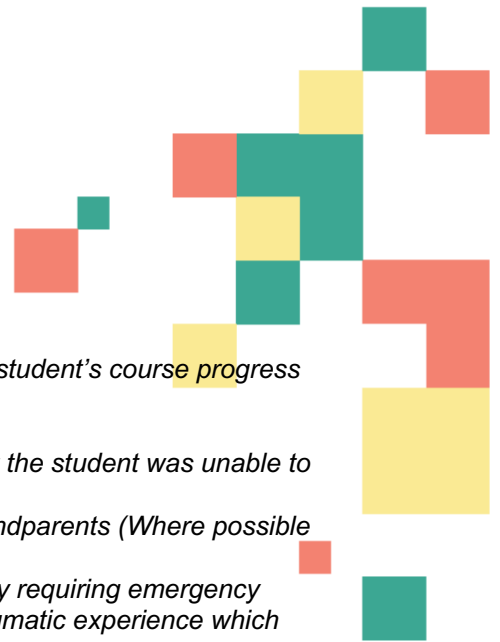 student's course progress
the student was unable to
ndparents (Where possible
y requiring emergency
umatic experience which